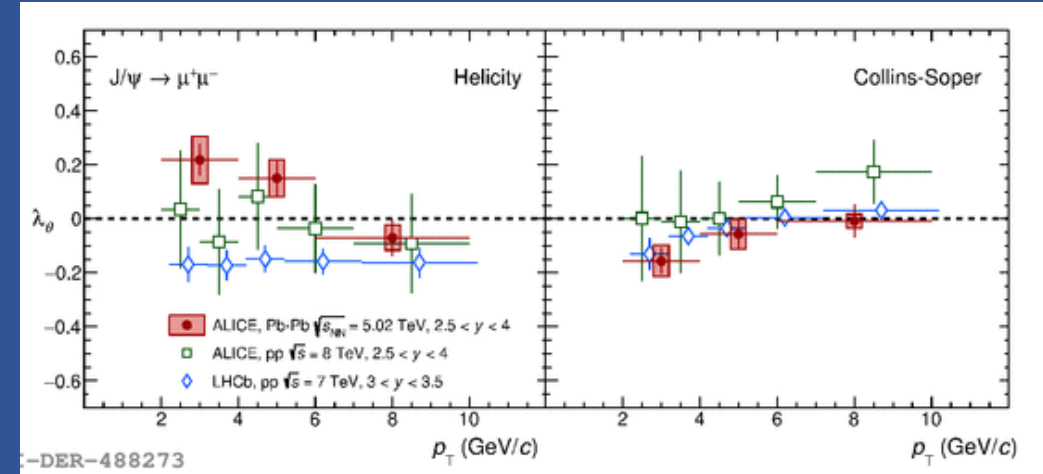 J/ψ → μ⁺μ⁻
Helicity
Collins-Soper
λθ
0.6
0.4
0.2
0
−0.2
−0.4
−0.6
ALICE, Pb-Pb √sNN = 5.02 TeV, 2.5 < y < 4
ALICE, pp √s = 8 TeV, 2.5 < y < 4
LHCb, pp √s = 7 TeV, 3 < y < 3.5
2 4 6 8 10
2 4 6 8 10
pT (GeV/c)
pT (GeV/c)
-DER-488273